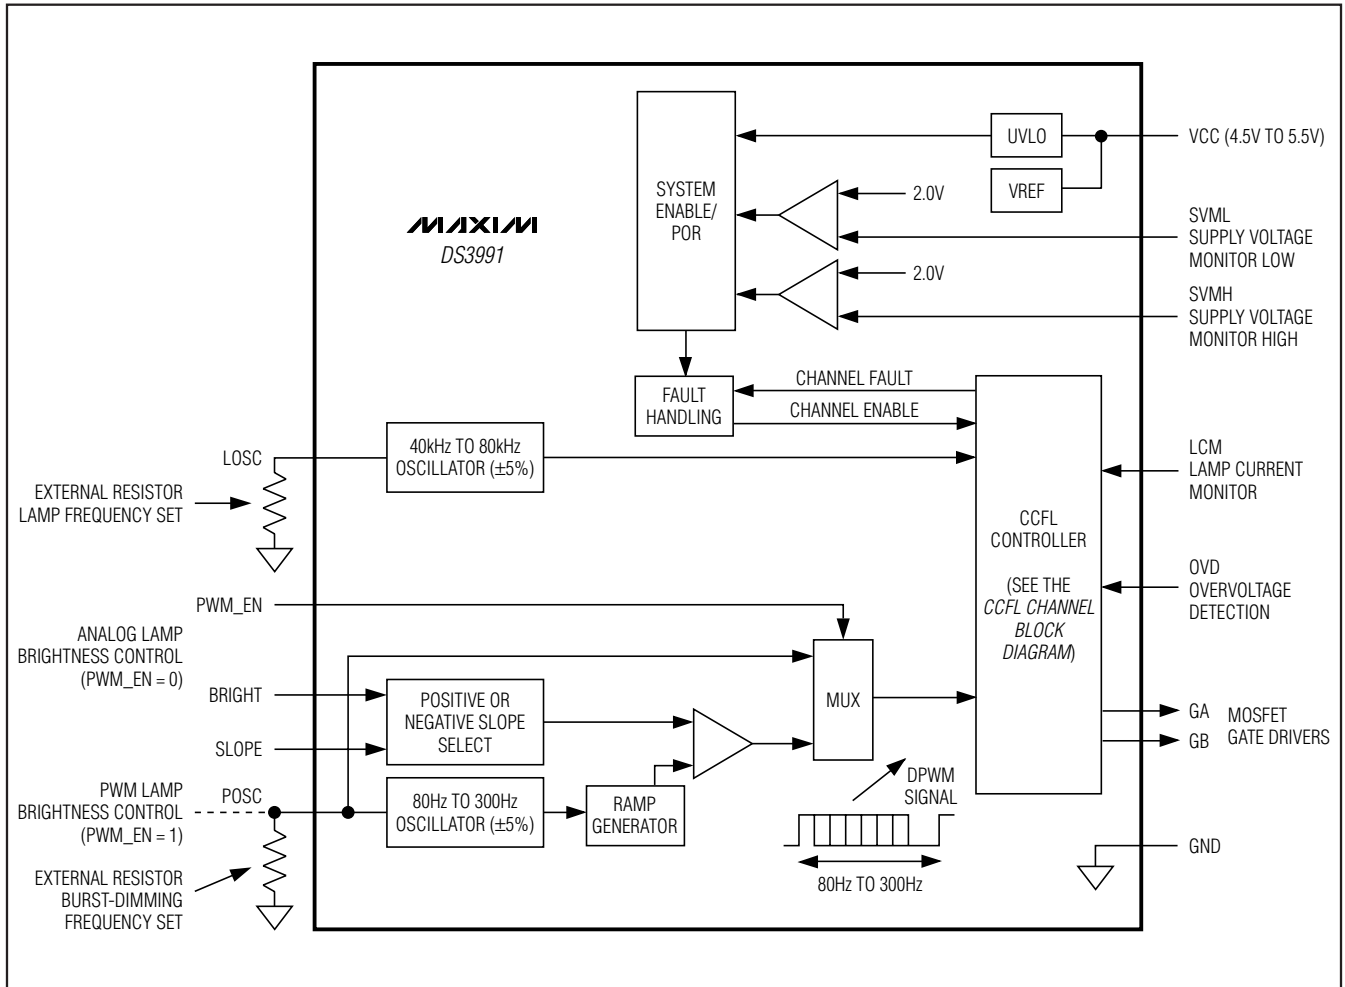 UVLO
VCC (4.5V TO 5.5V)
VREF
SYSTEM
ENABLE/
POR
2.0V
SVML
SUPPLY VOLTAGE
MONITOR LOW
MAXIM
DS3991
2.0V
SVMH
SUPPLY VOLTAGE
MONITOR HIGH
FAULT
HANDLING
CHANNEL FAULT
CHANNEL ENABLE
LOSC
40kHz TO 80kHz
OSCILLATOR (±5%)
EXTERNAL RESISTOR
LAMP FREQUENCY SET
LCM
LAMP CURRENT
MONITOR
CCFL
CONTROLLER
(SEE THE
CCFL CHANNEL
BLOCK
DIAGRAM)
OVD
OVERVOLTAGE
DETECTION
PWM_EN
ANALOG LAMP
BRIGHTNESS CONTROL
(PWM_EN = 0)
BRIGHT
SLOPE
POSITIVE OR
NEGATIVE SLOPE
SELECT
MUX
GA
GB
MOSFET
GATE DRIVERS
PWM LAMP
BRIGHTNESS CONTROL
(PWM_EN = 1)
POSC
80Hz TO 300Hz
OSCILLATOR (±5%)
RAMP
GENERATOR
DPWM
SIGNAL
80Hz TO 300Hz
GND
EXTERNAL RESISTOR
BURST-DIMMING
FREQUENCY SET